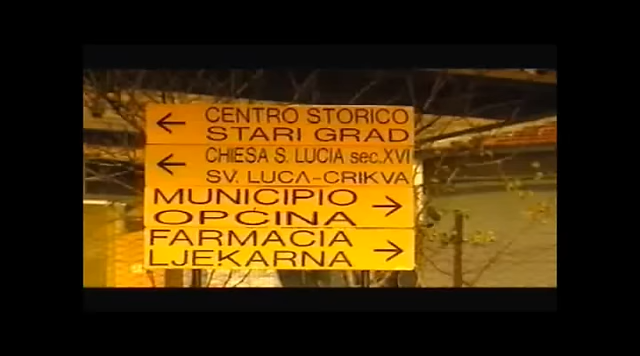 CENTRO STORICO
STARI GRAD
CHIESA S. LUCIA sec.XVI
SV. LUCA-CRIKVA
MUNICIPIO
OPĆINA
FARMACIA
LJEKARNA